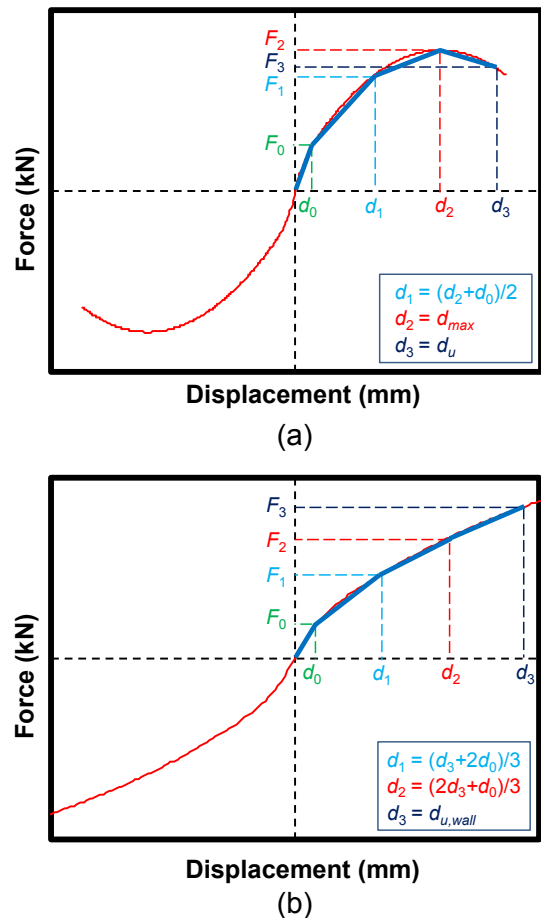 F2
F3
F1
F0
d0
d1
d2
d3
Force (kN)
d1 = (d2+d0)/2
d2 = dmax
d3 = du
Displacement (mm)
(a)
F3
F2
F1
F0
d0
d1
d2
d3
Force (kN)
d1 = (d3+2d0)/3
d2 = (2d3+d0)/3
d3 = du,wall
Displacement (mm)
(b)